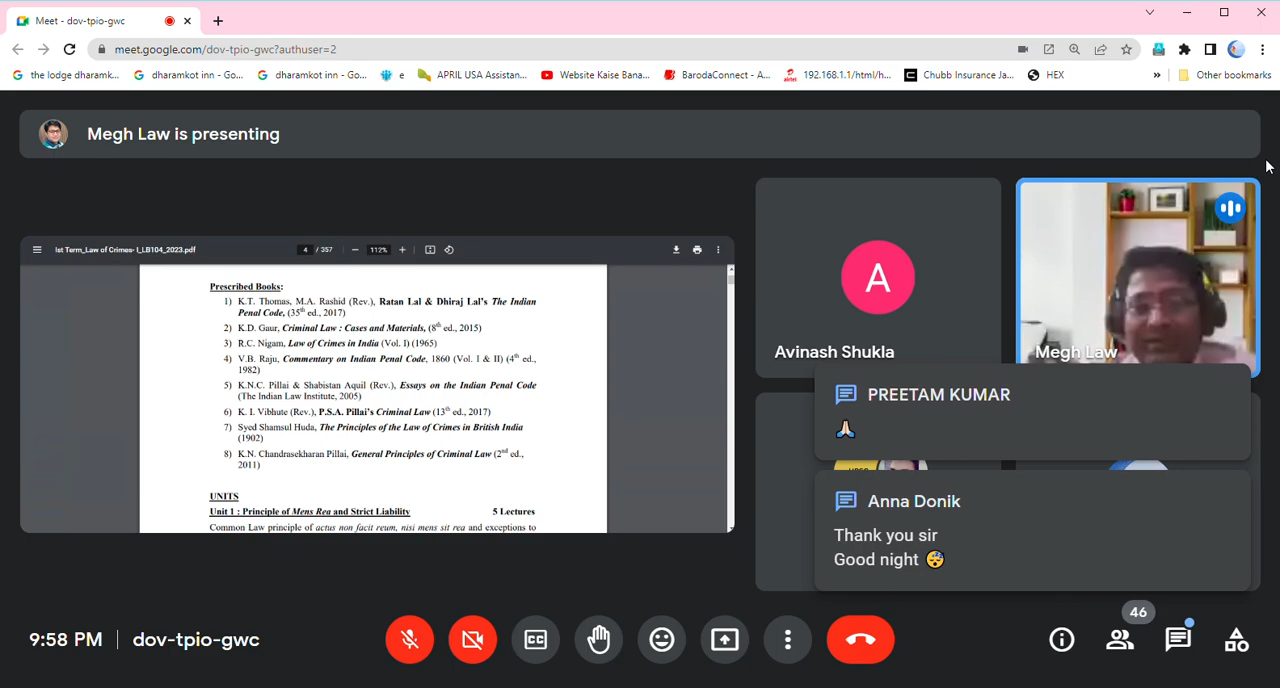 Meet - dov-tpio-gwc
meet.google.com/dov-tpio-gwc?authuser=2
the lodge dharamk...
dharamkot inn - Go...
dharamkot inn - Go...
e
APRIL USA Assistan...
Website Kaise Bana...
BarodaConnect - A...
airtel
192.168.1.1/html/h...
Chubb Insurance Ja...
HEX
»
Other bookmarks
Megh Law is presenting
Ist Term_Law of Crimes- I_LB104_2023.pdf
4 / 357
112%
Prescribed Books:
1) K.T. Thomas, M.A. Rashid (Rev.), Ratan Lal & Dhiraj Lal's The Indian
Penal Code, (35th ed., 2017)
2) K.D. Gaur, Criminal Law : Cases and Materials, (8th ed., 2015)
3) R.C. Nigam, Law of Crimes in India (Vol. I) (1965)
4) V.B. Raju, Commentary on Indian Penal Code, 1860 (Vol. I & II) (4th ed.,
1982)
5) K.N.C. Pillai & Shabistan Aquil (Rev.), Essays on the Indian Penal Code
(The Indian Law Institute, 2005)
6) K. I. Vibhute (Rev.), P.S.A. Pillai's Criminal Law (13th ed., 2017)
7) Syed Shamsul Huda, The Principles of the Law of Crimes in British India
(1902)
8) K.N. Chandrasekharan Pillai, General Principles of Criminal Law (2nd ed.,
2011)
UNITS
Unit 1 : Principle of Mens Rea and Strict Liability 5 Lectures
Common Law principle of actus non facit reum, nisi mens sit rea and exceptions to
A
Avinash Shukla
Megh Law
PREETAM KUMAR
🙏🏻
Anna Donik
Thank you sir
Good night 😴
9:58 PM
dov-tpio-gwc
CC
46